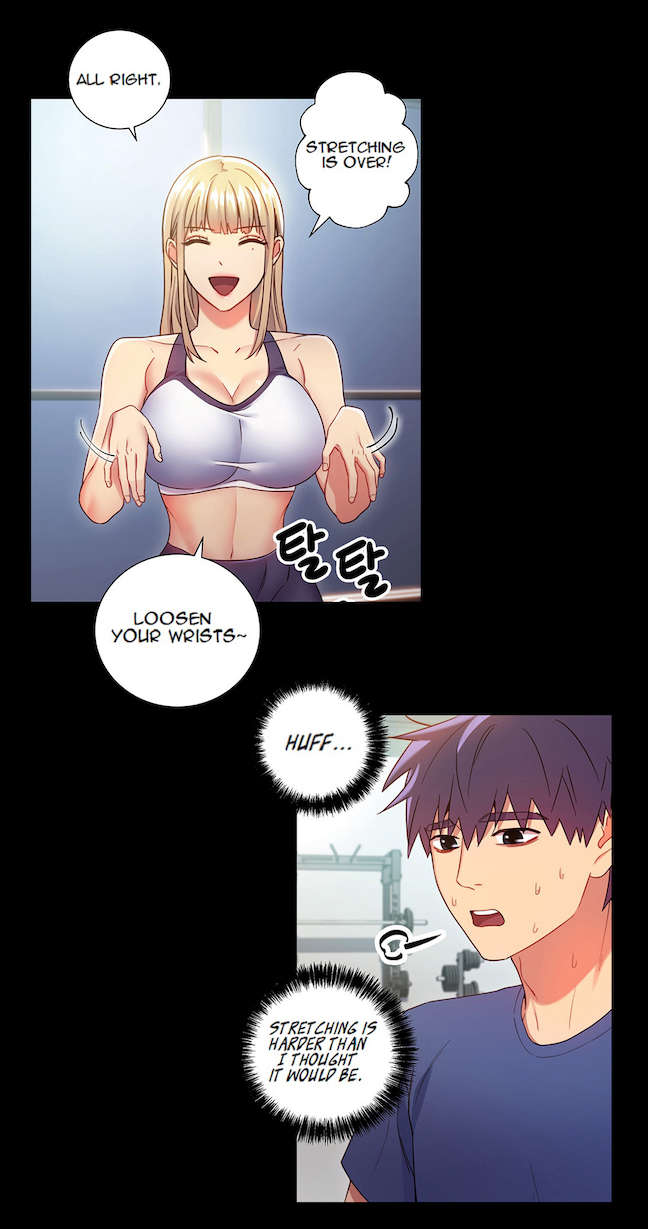 ALL RIGHT.
STRETCHING
IS OVER!
탈
탈
LOOSEN
YOUR WRISTS~
HUFF...
STRETCHING IS
HARDER THAN
I THOUGHT
IT WOULD BE.